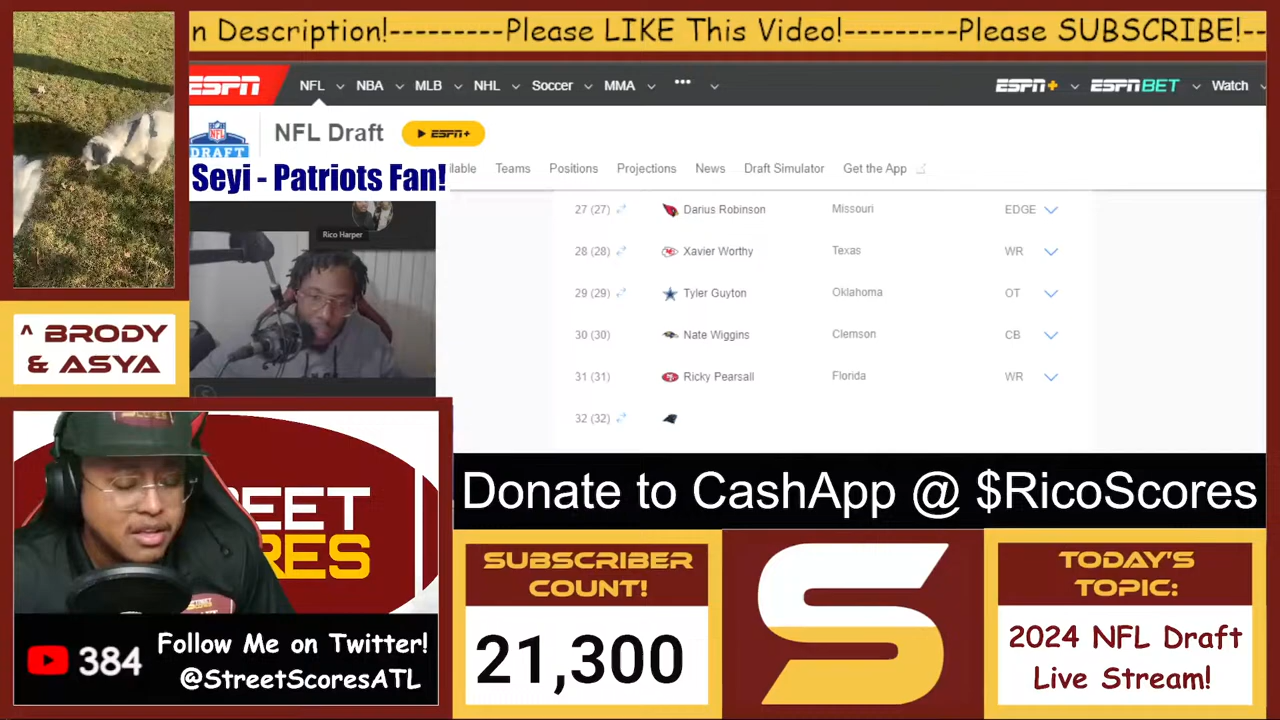 n Description!---------Please LIKE This Video!---------Please SUBSCRIBE!--
ESPN NFL NBA MLB NHL Soccer MMA ••• ESPN+ ESPN BET Watch
NFL DRAFT NFL Draft ESPN+
ilable Teams Positions Projections News Draft Simulator Get the App
Seyi - Patriots Fan!
Rico Harper
27 (27) Darius Robinson Missouri EDGE
28 (28) Xavier Worthy Texas WR
29 (29) Tyler Guyton Oklahoma OT
30 (30) Nate Wiggins Clemson CB
31 (31) Ricky Pearsall Florida WR
32 (32)
^ BRODY
& ASYA
Donate to CashApp @ $RicoScores
REET
RES
384 Follow Me on Twitter!
@StreetScoresATL
SUBSCRIBER
COUNT!
21,300
S
TODAY'S
TOPIC:
2024 NFL Draft
Live Stream!